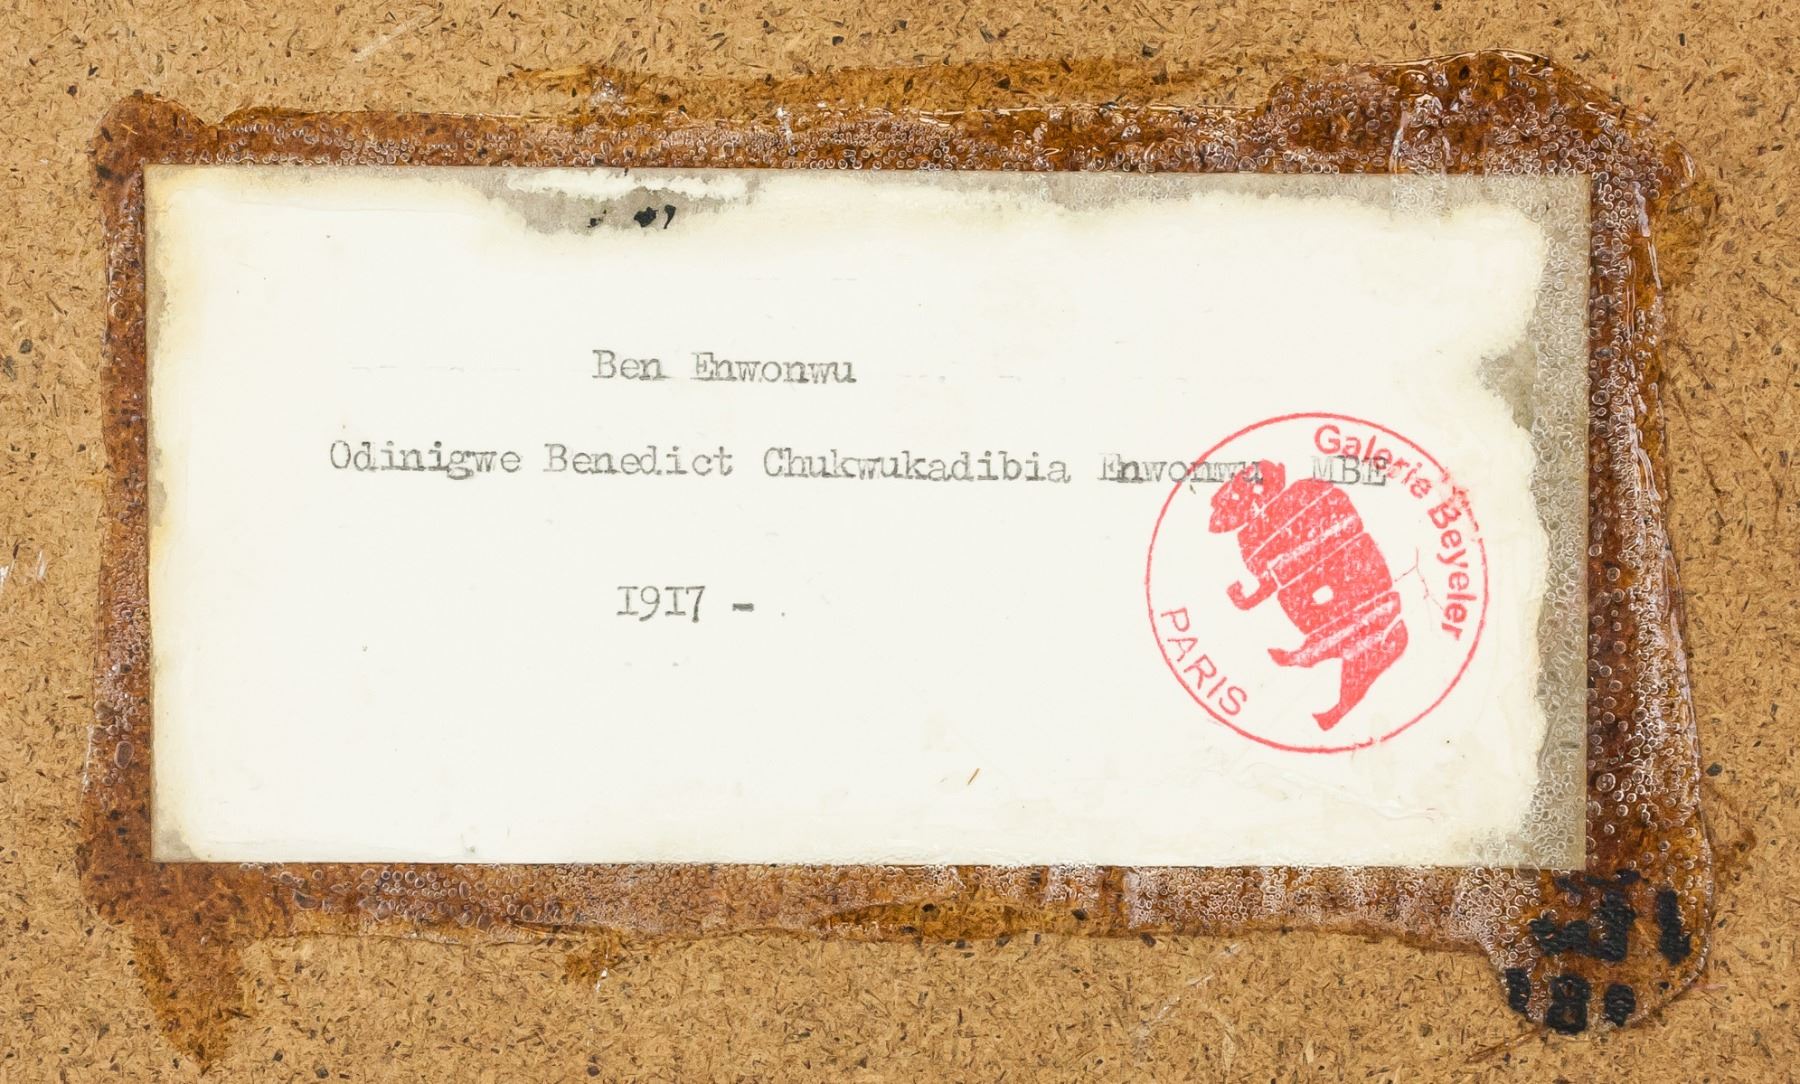 Ben Enwonwu
Odinigwe Benedict Chukwukadibia Enwonwu MBE
1917 -
Galerie Beyeler
PARIS